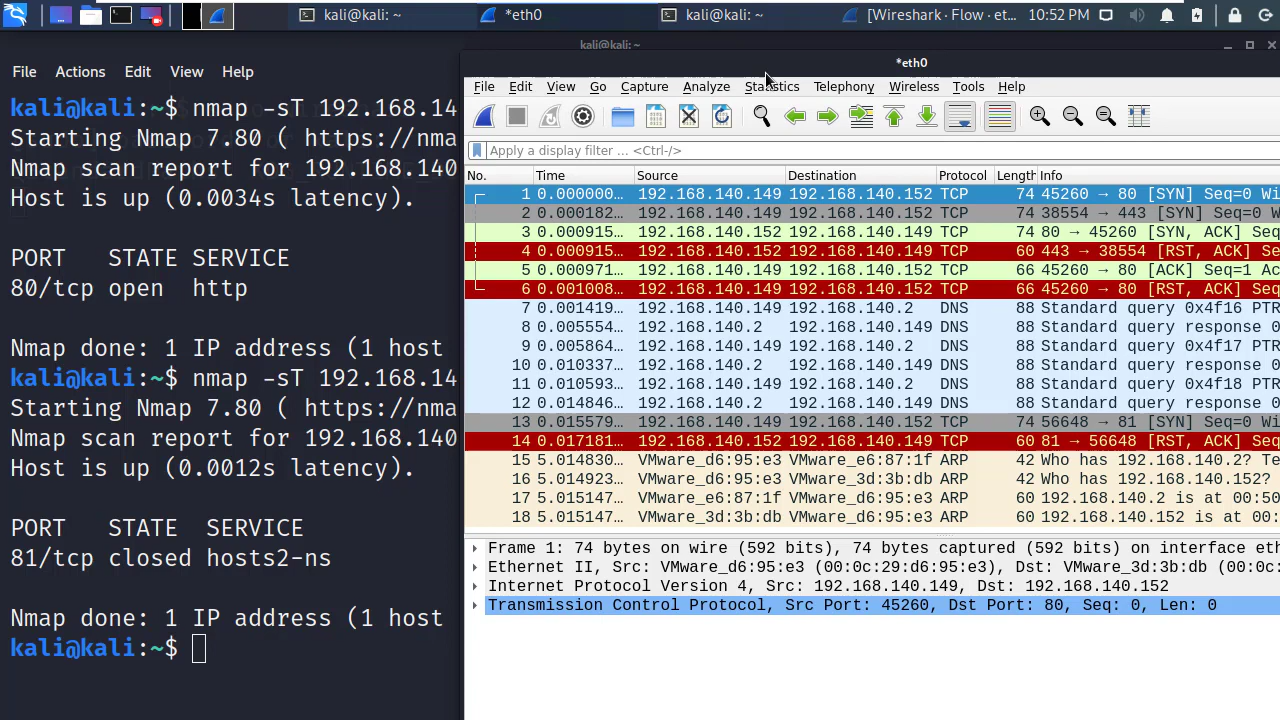 kali@kali: ~
*eth0
kali@kali: ~
[Wireshark · Flow · et...
10:52 PM
kali@kali: ~
File Actions Edit View Help
kali@kali:~$ nmap -sT 192.168.14
Starting Nmap 7.80 ( https://nma
Nmap scan report for 192.168.140
Host is up (0.0034s latency).
PORT STATE SERVICE
80/tcp open http
Nmap done: 1 IP address (1 host
kali@kali:~$ nmap -sT 192.168.14
Starting Nmap 7.80 ( https://nma
Nmap scan report for 192.168.140
Host is up (0.0012s latency).
PORT STATE SERVICE
81/tcp closed hosts2-ns
Nmap done: 1 IP address (1 host
kali@kali:~$
*eth0
File Edit View Go Capture Analyze Statistics Telephony Wireless Tools Help
Apply a display filter ... <Ctrl-/>
No. Time Source Destination Protocol Length Info
1 0.000000… 192.168.140.149 192.168.140.152 TCP 74 45260 → 80 [SYN] Seq=0 Wi
2 0.000182… 192.168.140.149 192.168.140.152 TCP 74 38554 → 443 [SYN] Seq=0 W
3 0.000915… 192.168.140.152 192.168.140.149 TCP 74 80 → 45260 [SYN, ACK] Seq
4 0.000915… 192.168.140.152 192.168.140.149 TCP 60 443 → 38554 [RST, ACK] Se
5 0.000971… 192.168.140.149 192.168.140.152 TCP 66 45260 → 80 [ACK] Seq=1 Ac
6 0.001008… 192.168.140.149 192.168.140.152 TCP 66 45260 → 80 [RST, ACK] Seq
7 0.001419… 192.168.140.149 192.168.140.2 DNS 88 Standard query 0x4f16 PTR
8 0.005554… 192.168.140.2 192.168.140.149 DNS 88 Standard query response 0
9 0.005864… 192.168.140.149 192.168.140.2 DNS 88 Standard query 0x4f17 PTR
10 0.010337… 192.168.140.2 192.168.140.149 DNS 88 Standard query response 0
11 0.010593… 192.168.140.149 192.168.140.2 DNS 88 Standard query 0x4f18 PTR
12 0.014846… 192.168.140.2 192.168.140.149 DNS 88 Standard query response 0
13 0.015579… 192.168.140.149 192.168.140.152 TCP 74 56648 → 81 [SYN] Seq=0 Wi
14 0.017181… 192.168.140.152 192.168.140.149 TCP 60 81 → 56648 [RST, ACK] Seq
15 5.014830… VMware_d6:95:e3 VMware_e6:87:1f ARP 42 Who has 192.168.140.2? Te
16 5.014923… VMware_d6:95:e3 VMware_3d:3b:db ARP 42 Who has 192.168.140.152?
17 5.015147… VMware_e6:87:1f VMware_d6:95:e3 ARP 60 192.168.140.2 is at 00:50
18 5.015147… VMware_3d:3b:db VMware_d6:95:e3 ARP 60 192.168.140.152 is at 00:
Frame 1: 74 bytes on wire (592 bits), 74 bytes captured (592 bits) on interface eth
Ethernet II, Src: VMware_d6:95:e3 (00:0c:29:d6:95:e3), Dst: VMware_3d:3b:db (00:0c:
Internet Protocol Version 4, Src: 192.168.140.149, Dst: 192.168.140.152
Transmission Control Protocol, Src Port: 45260, Dst Port: 80, Seq: 0, Len: 0